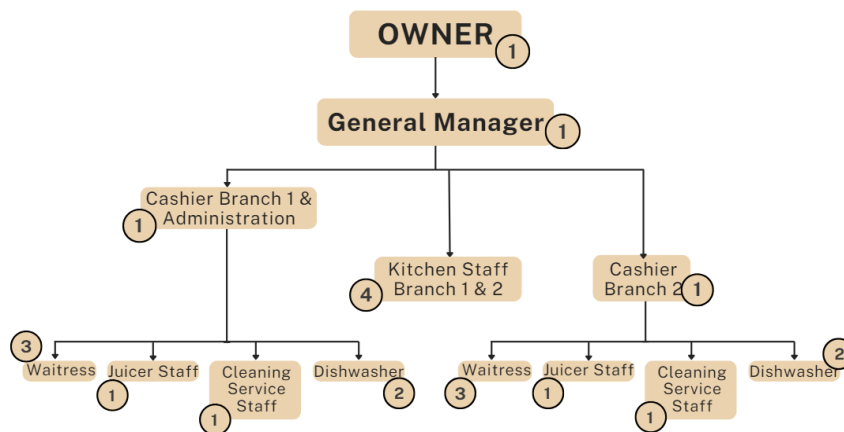 OWNER
1
General Manager
1
Cashier Branch 1 &
Administration
1
Kitchen Staff
Branch 1 & 2
4
Cashier
Branch 2
1
3
Waitress
Juicer Staff
1
Cleaning
Service
Staff
1
Dishwasher
2
Waitress
3
Juicer Staff
1
Cleaning
Service
Staff
1
Dishwasher
2